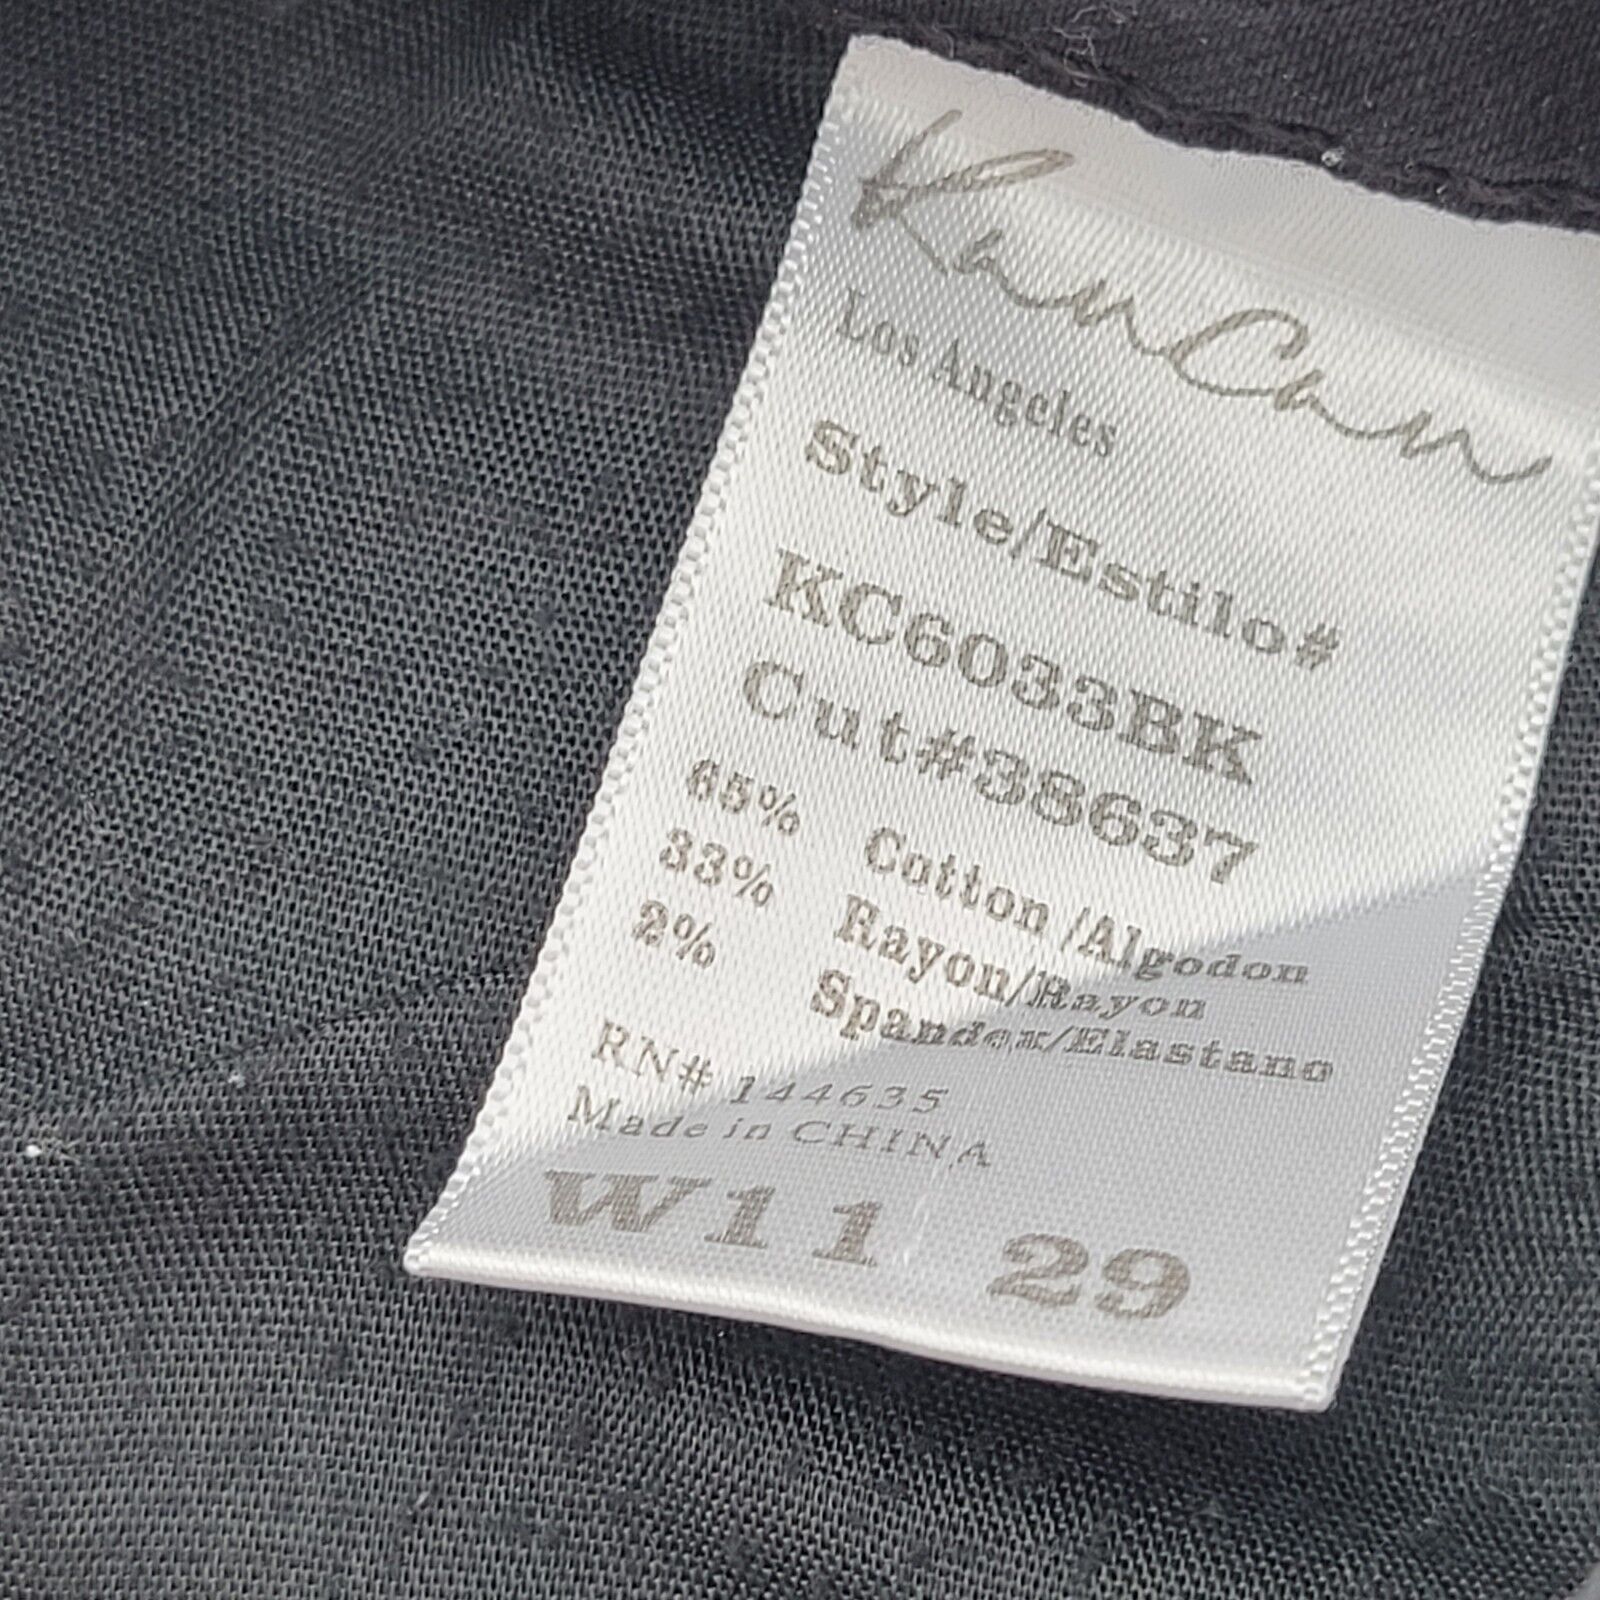 KanCan
Los Angeles
Style/Estilo#
KC6033BK
Cut#38637
65% Cotton/Algodon
33% Rayon/Rayon
2% Spandex/Elastano
RN# 144635
Made in CHINA
W11 29